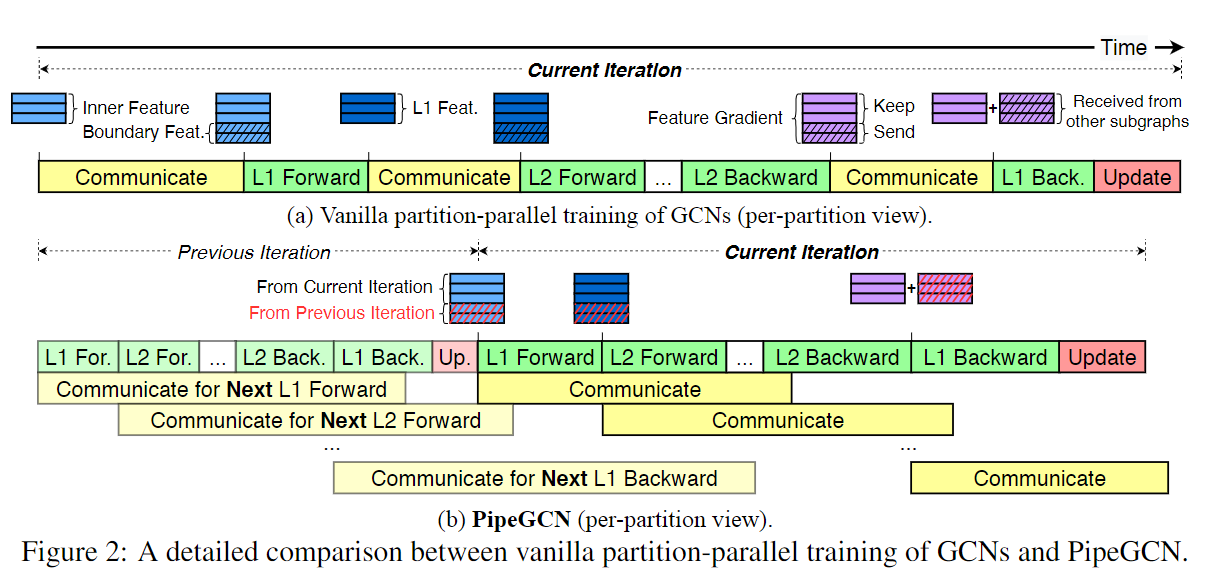 Time
Current Iteration
Inner Feature
Boundary Feat.
L1 Feat.
Feature Gradient
Keep
Send
+
Received from
other subgraphs
Communicate
L1 Forward
Communicate
L2 Forward
...
L2 Backward
Communicate
L1 Back.
Update
(a) Vanilla partition-parallel training of GCNs (per-partition view).
Previous Iteration
Current Iteration
From Current Iteration
From Previous Iteration
+
L1 For.
L2 For.
...
L2 Back.
L1 Back.
Up.
L1 Forward
L2 Forward
...
L2 Backward
L1 Backward
Update
Communicate for Next L1 Forward
Communicate
Communicate for Next L2 Forward
Communicate
...
...
Communicate for Next L1 Backward
Communicate
(b) PipeGCN (per-partition view).
Figure 2: A detailed comparison between vanilla partition-parallel training of GCNs and PipeGCN.